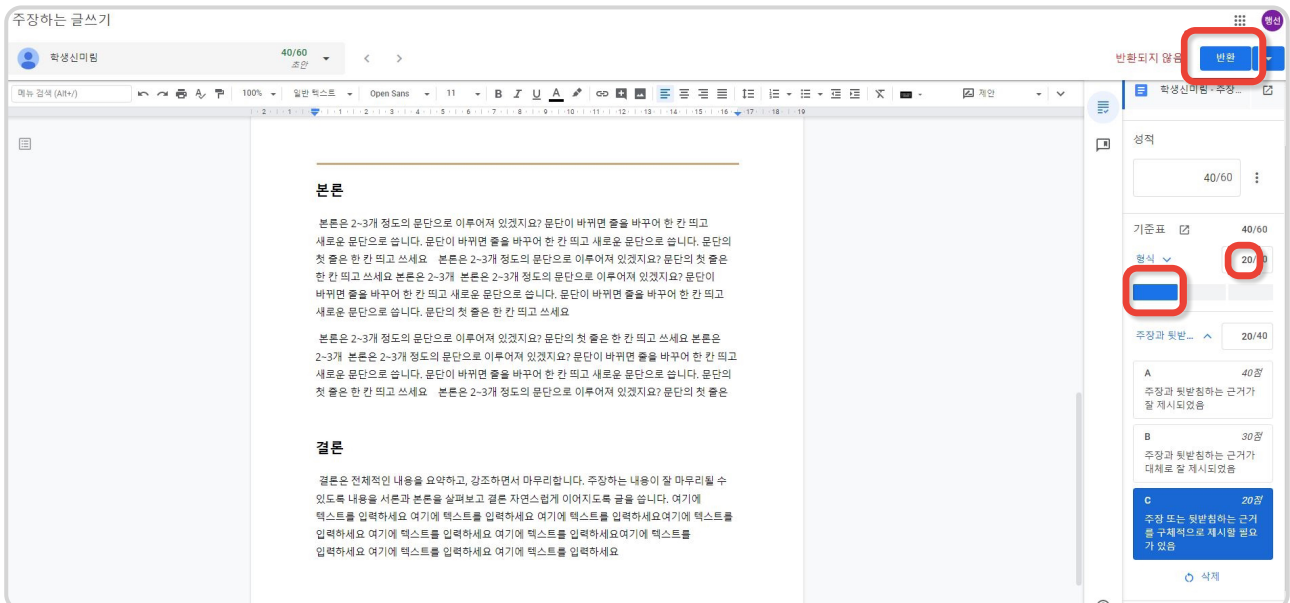 주장하는 글쓰기
행선
학생신미림
40/60
초안
반환되지 않음
반환
메뉴 검색 (Alt+/)
100%
일반 텍스트
Open Sans
11
B I U A
제안
학생신미림 - 주장...
2 1 1 2 3 4 5 6 7 8 9 10 11 12 13 14 15 16 17 18 19
성적
40/60
기준표
40/60
형식
20/
주장과 뒷받...
20/40
A
40점
주장과 뒷받침하는 근거가
잘 제시되었음
B
30점
주장과 뒷받침하는 근거가
대체로 잘 제시되었음
C
20점
주장 또는 뒷받침하는 근거
를 구체적으로 제시할 필요
가 있음
삭제
본론
본론은 2~3개 정도의 문단으로 이루어져 있겠지요? 문단이 바뀌면 줄을 바꾸어 한 칸 띄고
새로운 문단으로 씁니다. 문단이 바뀌면 줄을 바꾸어 한 칸 띄고 새로운 문단으로 씁니다. 문단의
첫 줄은 한 칸 띄고 쓰세요 본론은 2~3개 정도의 문단으로 이루어져 있겠지요? 문단의 첫 줄은
한 칸 띄고 쓰세요 본론은 2~3개 본론은 2~3개 정도의 문단으로 이루어져 있겠지요? 문단이
바뀌면 줄을 바꾸어 한 칸 띄고 새로운 문단으로 씁니다. 문단이 바뀌면 줄을 바꾸어 한 칸 띄고
새로운 문단으로 씁니다. 문단의 첫 줄은 한 칸 띄고 쓰세요
본론은 2~3개 정도의 문단으로 이루어져 있겠지요? 문단의 첫 줄은 한 칸 띄고 쓰세요 본론은
2~3개 본론은 2~3개 정도의 문단으로 이루어져 있겠지요? 문단이 바뀌면 줄을 바꾸어 한 칸 띄고
새로운 문단으로 씁니다. 문단이 바뀌면 줄을 바꾸어 한 칸 띄고 새로운 문단으로 씁니다. 문단의
첫 줄은 한 칸 띄고 쓰세요 본론은 2~3개 정도의 문단으로 이루어져 있겠지요? 문단의 첫 줄은
결론
결론은 전체적인 내용을 요약하고, 강조하면서 마무리합니다. 주장하는 내용이 잘 마무리될 수
있도록 내용을 서론과 본론을 살펴보고 결론 자연스럽게 이어지도록 글을 씁니다. 여기에
텍스트를 입력하세요 여기에 텍스트를 입력하세요 여기에 텍스트를 입력하세요여기에 텍스트를
입력하세요 여기에 텍스트를 입력하세요 여기에 텍스트를 입력하세요여기에 텍스트를
입력하세요 여기에 텍스트를 입력하세요 여기에 텍스트를 입력하세요